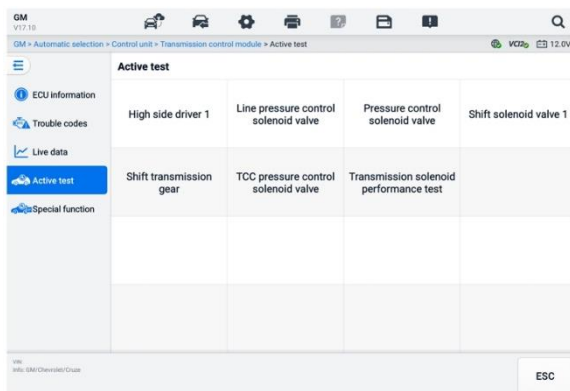 GM
V17.10
GM > Automatic selection > Control unit > Transmission control module > Active test
VCI
12.0V
Active test
ECU information
Trouble codes
Live data
Active test
Special function
High side driver 1
Line pressure control
solenoid valve
Pressure control
solenoid valve
Shift solenoid valve 1
Shift transmission
gear
TCC pressure control
solenoid valve
Transmission solenoid
performance test
VIN:
Info: GM/Chevrolet/Cruze
ESC